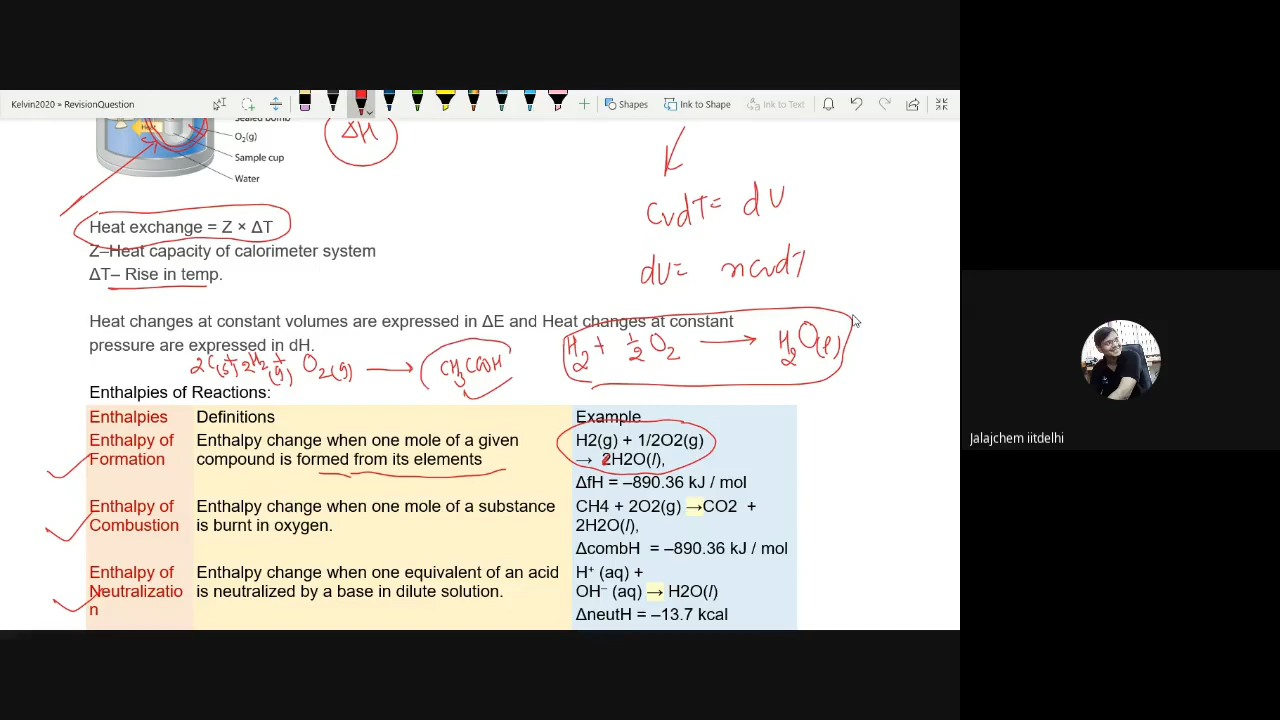 Kelvin2020 » RevisionQuestion
Shapes
Ink to Shape
Ink to Text
Sealed bomb
Heat
O2(g)
Sample cup
Water
ΔH
K
CvdT= dU
dU= nCvdT
Heat exchange = Z × ΔT
Z–Heat capacity of calorimeter system
ΔT– Rise in temp.
Heat changes at constant volumes are expressed in ΔE and Heat changes at constant
pressure are expressed in dH.
H2 + 1/2 O2 → H2O(l)
O2(g) → CH3COOH
Enthalpies of Reactions:
Enthalpies Definitions Example
Enthalpy of Formation
Enthalpy change when one mole of a given
compound is formed from its elements
H2(g) + 1/2O2(g)
→ 2H2O(l),
ΔfH = –890.36 kJ / mol
Enthalpy of Combustion
Enthalpy change when one mole of a substance
is burnt in oxygen.
CH4 + 2O2(g) →CO2 +
2H2O(l),
ΔcombH = –890.36 kJ / mol
Enthalpy of
Neutralizatio
n
Enthalpy change when one equivalent of an acid
is neutralized by a base in dilute solution.
H⁺ (aq) +
OH⁻ (aq) → H2O(l)
ΔneutH = –13.7 kcal
Jalajchem iitdelhi